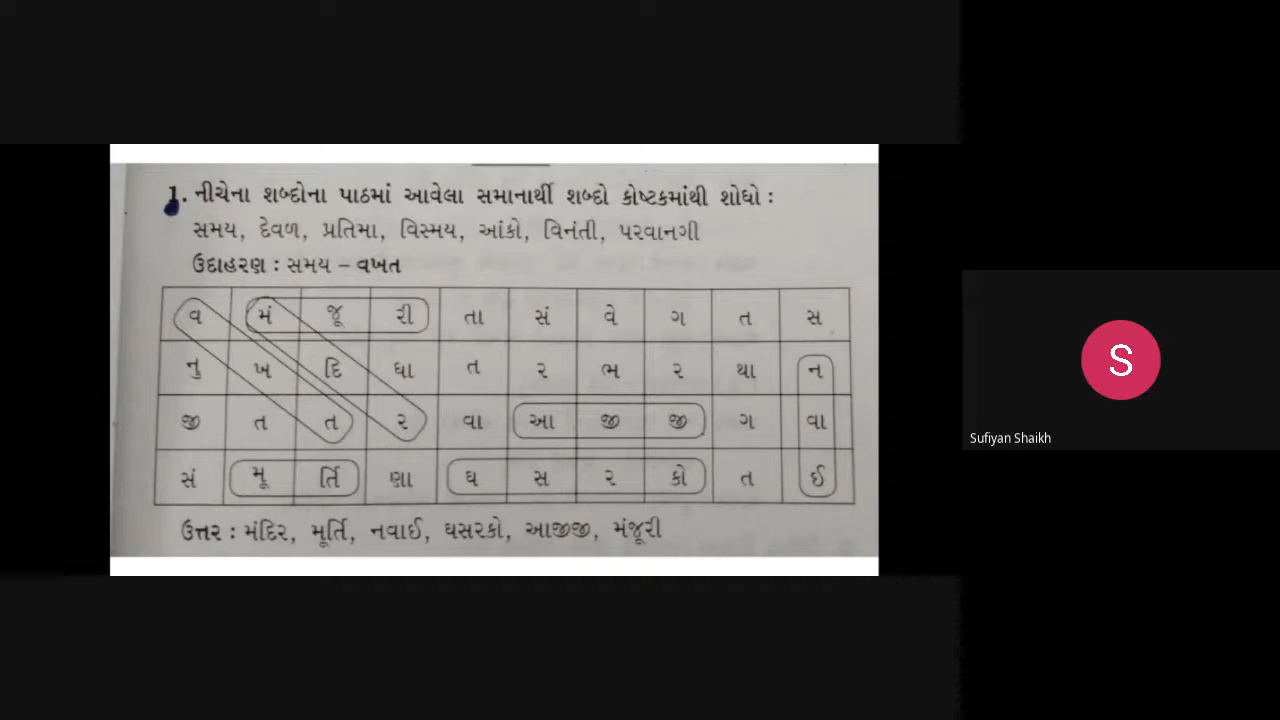 1. નીચેના શબ્દોના પાઠમાં આવેલા સમાનાર્થી શબ્દો કોષ્ટકમાંથી શોધો :
સમય, દેવળ, પ્રતિમા, વિસ્મય, આંકો, વિનંતી, પરવાનગી
ઉદાહરણ : સમય – વખત
વ મં જૂ રી તા સં વે ગ ત સ
નુ ખ દિ ધા ત ર ભ ર થા ન
જી ત ત ર વા આ જી જી ગ વા
સં મૂ ર્તિ ણા ઘ સ ર કો ત ઈ
ઉત્તર : મંદિર, મૂર્તિ, નવાઈ, ઘસરકો, આજીજી, મંજૂરી
S
Sufiyan Shaikh